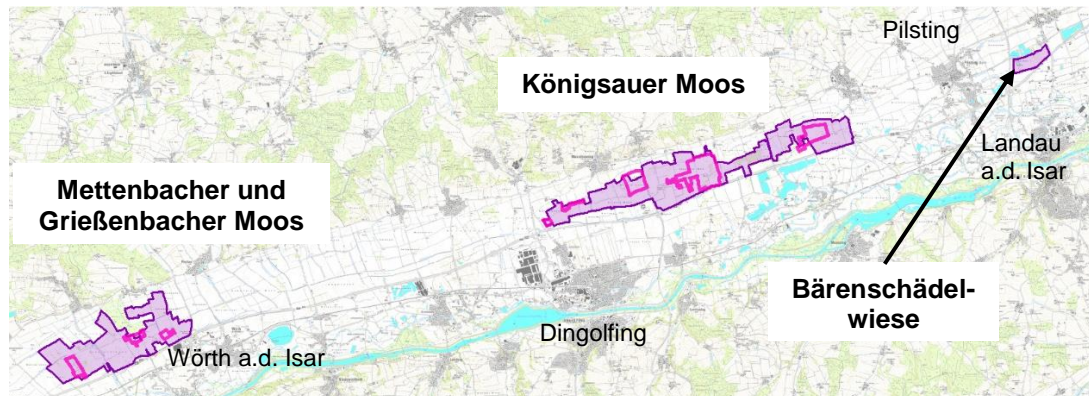 Pilsting
Königsauer Moos
Landau
a.d. Isar
Mettenbacher und
Grießenbacher Moos
Bärenschädel-
wiese
Dingolfing
Wörth a.d. Isar